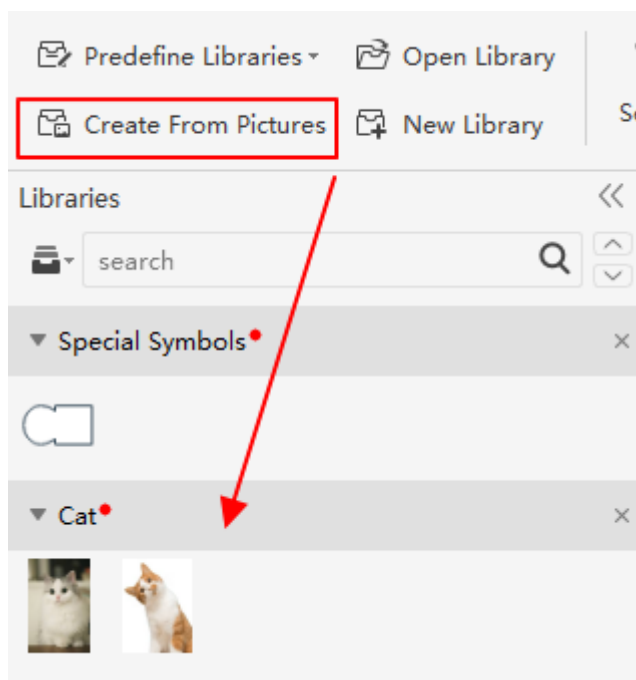 Predefine Libraries Open Library
Create From Pictures New Library
Libraries
search
Special Symbols
Cat